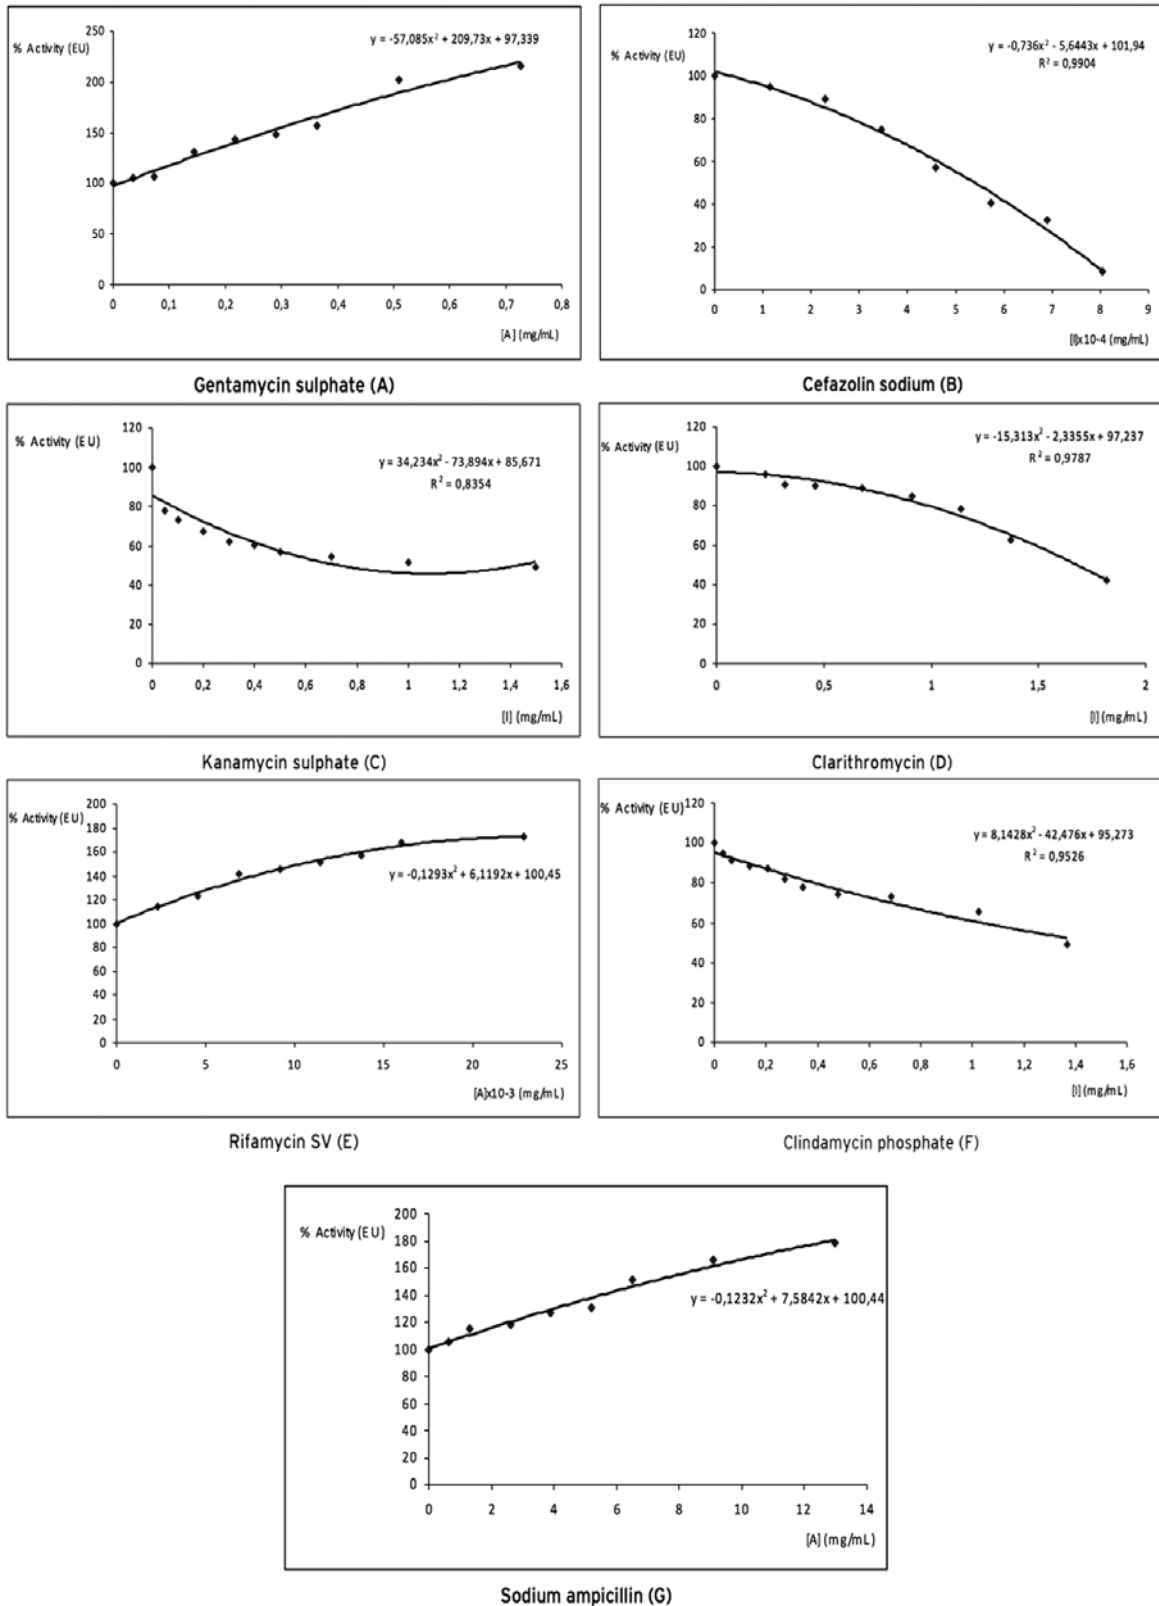 % Activity (EU)
y = -57,085x² + 209,73x + 97,339
250
200
150
100
50
0
0 0,1 0,2 0,3 0,4 0,5 0,6 0,7 0,8
[A] (mg/mL)
Gentamycin sulphate (A)
% Activity (EU)
y = -0,736x² - 5,6443x + 101,94
R² = 0,9904
120
100
80
60
40
20
0
0 1 2 3 4 5 6 7 8 9
[I]x10-4 (mg/mL)
Cefazolin sodium (B)
% Activity (EU)
y = 34,234x² - 73,894x + 85,671
R² = 0,8354
120
100
80
60
40
20
0
0 0,2 0,4 0,6 0,8 1 1,2 1,4 1,6
[I] (mg/mL)
Kanamycin sulphate (C)
% Activity (EU)
y = -15,313x² - 2,3355x + 97,237
R² = 0,9787
120
100
80
60
40
20
0
0 0,5 1 1,5 2
[I] (mg/mL)
Clarithromycin (D)
% Activity (EU)
y = -0,1293x² + 6,1192x + 100,45
200
180
160
140
120
100
80
60
40
20
0
0 5 10 15 20 25
[A]x10-3 (mg/mL)
Rifamycin SV (E)
% Activity (EU)
y = 8,1428x² - 42,476x + 95,273
R² = 0,9526
120
100
80
60
40
20
0
0 0,2 0,4 0,6 0,8 1 1,2 1,4 1,6
[I] (mg/mL)
Clindamycin phosphate (F)
% Activity (EU)
y = -0,1232x² + 7,5842x + 100,44
200
180
160
140
120
100
80
60
40
20
0
0 2 4 6 8 10 12 14
[A] (mg/mL)
Sodium ampicillin (G)